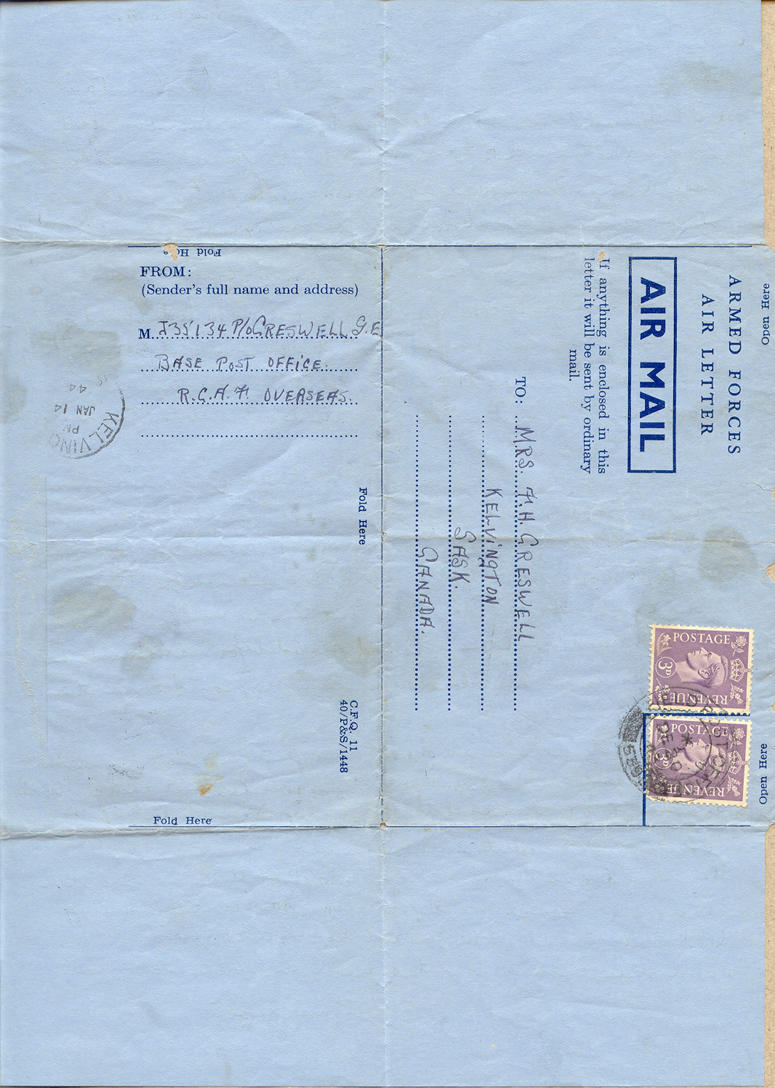 Open Here
ARMED FORCES
AIR LETTER
AIR MAIL
If anything is enclosed in this
letter it will be sent by ordinary
mail.
TO: MRS. F.H. CRESWELL
KELVINGTON
SASK.
CANADA.
POSTAGE
3D
REVENUE
POSTAGE
REVENUE
Open Here
Fold Here
FROM:
(Sender's full name and address)
M. J35134 P/O CRESWELL G.E
BASE POST OFFICE.
R.C.A.F. OVERSEAS.
KELVING
PM
JAN 14
44
Fold Here
C.F.Q. 11
40/P&S/1448
Fold Here